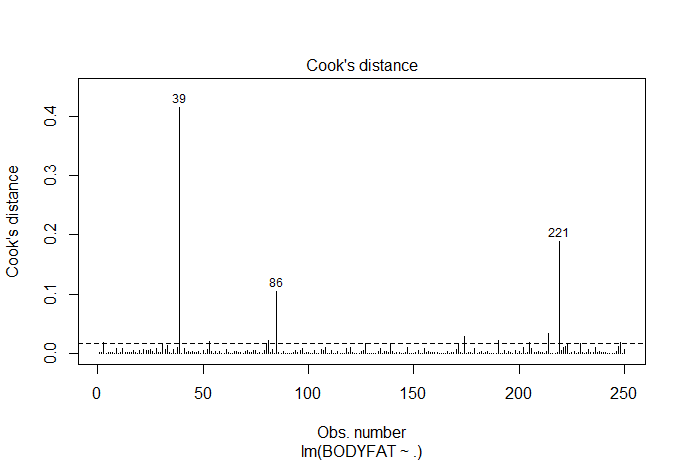 Cook's distance
39
221
86
Cook's distance
0.4
0.3
0.2
0.1
0.0
0 50 100 150 200 250
Obs. number
lm(BODYFAT ~ .)